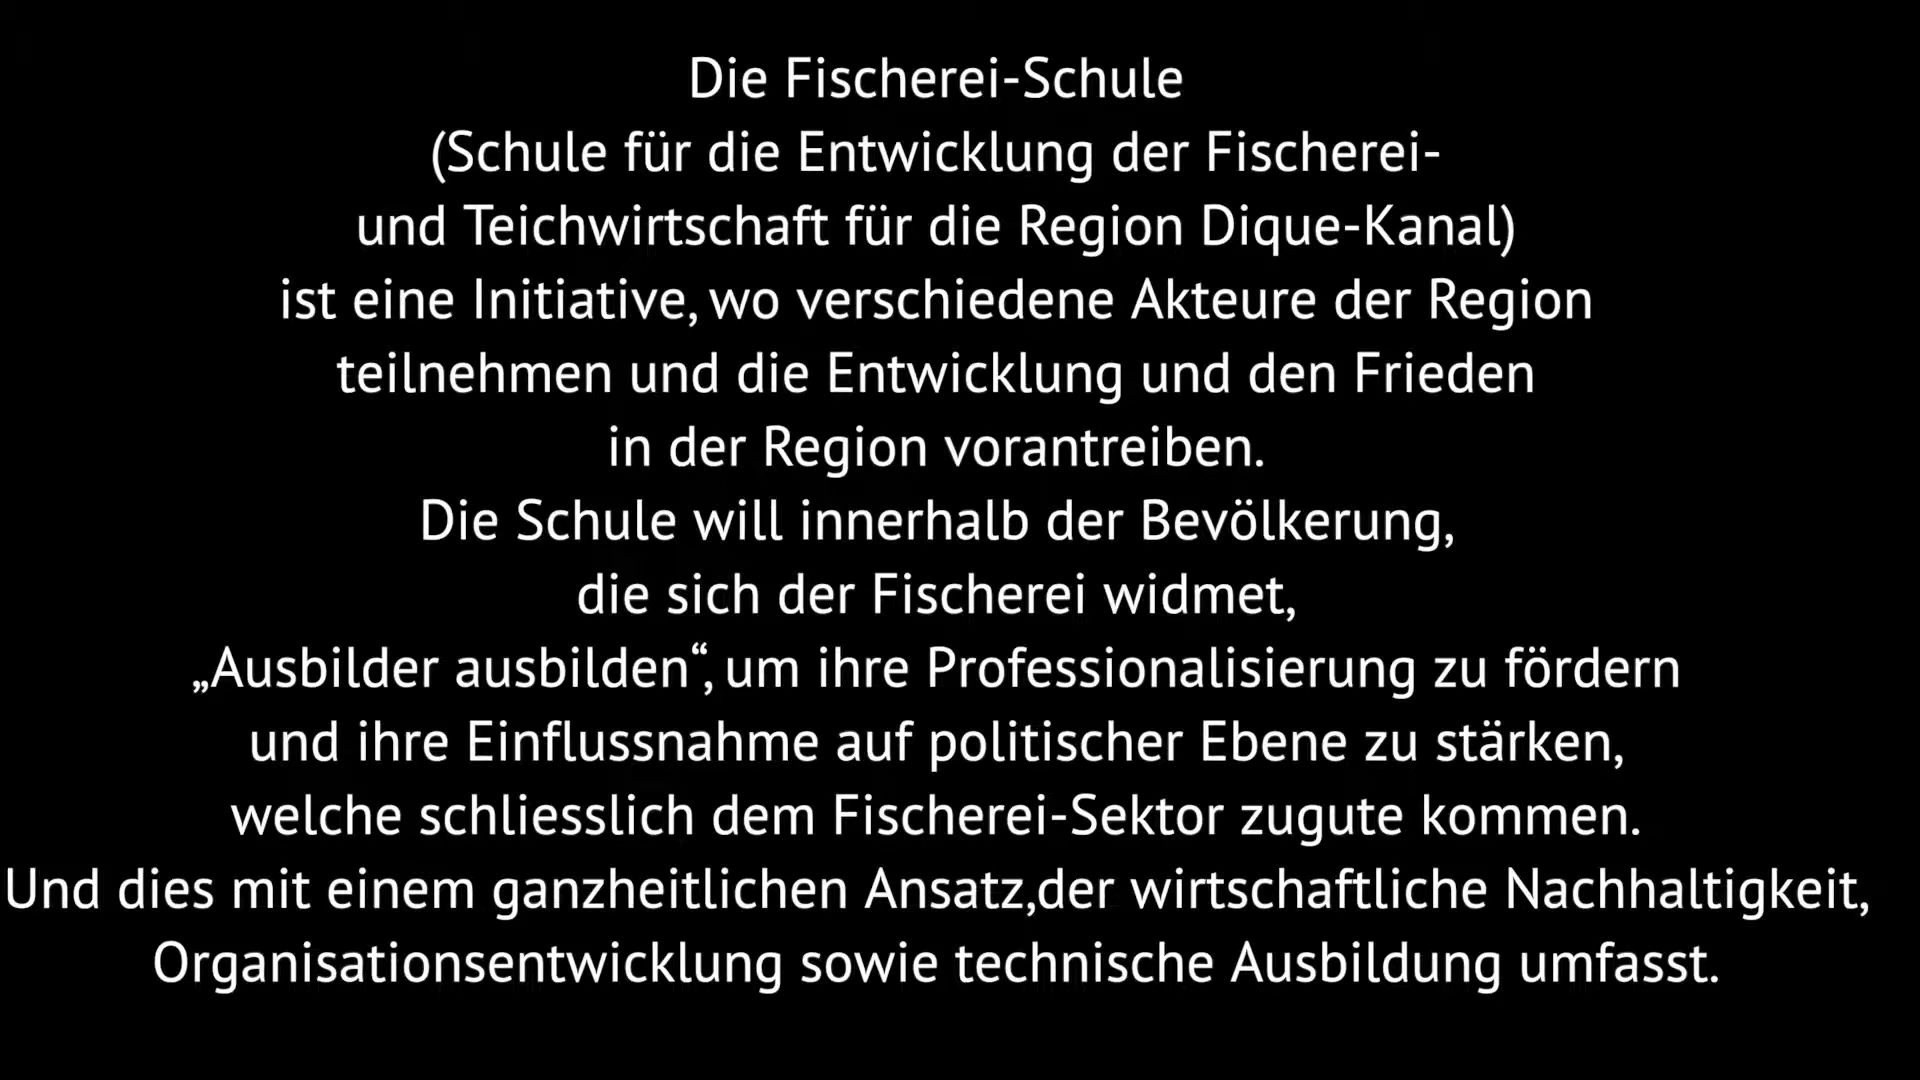 Die Fischerei-Schule
(Schule für die Entwicklung der Fischerei-
und Teichwirtschaft für die Region Dique-Kanal)
ist eine Initiative, wo verschiedene Akteure der Region
teilnehmen und die Entwicklung und den Frieden
in der Region vorantreiben.
Die Schule will innerhalb der Bevölkerung,
die sich der Fischerei widmet,
„Ausbilder ausbilden“, um ihre Professionalisierung zu fördern
und ihre Einflussnahme auf politischer Ebene zu stärken,
welche schliesslich dem Fischerei-Sektor zugute kommen.
Und dies mit einem ganzheitlichen Ansatz,der wirtschaftliche Nachhaltigkeit,
Organisationsentwicklung sowie technische Ausbildung umfasst.